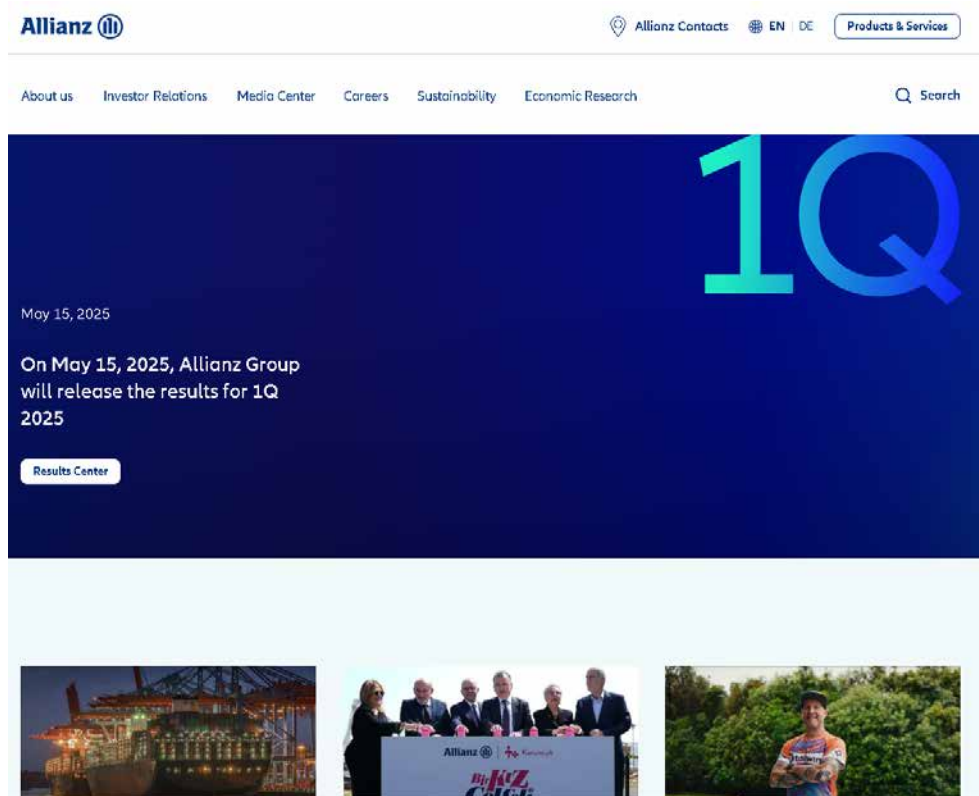 Allianz
Allianz Contacts EN DE Products & Services
About us Investor Relations Media Center Careers Sustainability Economic Research Search
1Q
May 15, 2025
On May 15, 2025, Allianz Group
will release the results for 1Q
2025
Results Center
Allianz